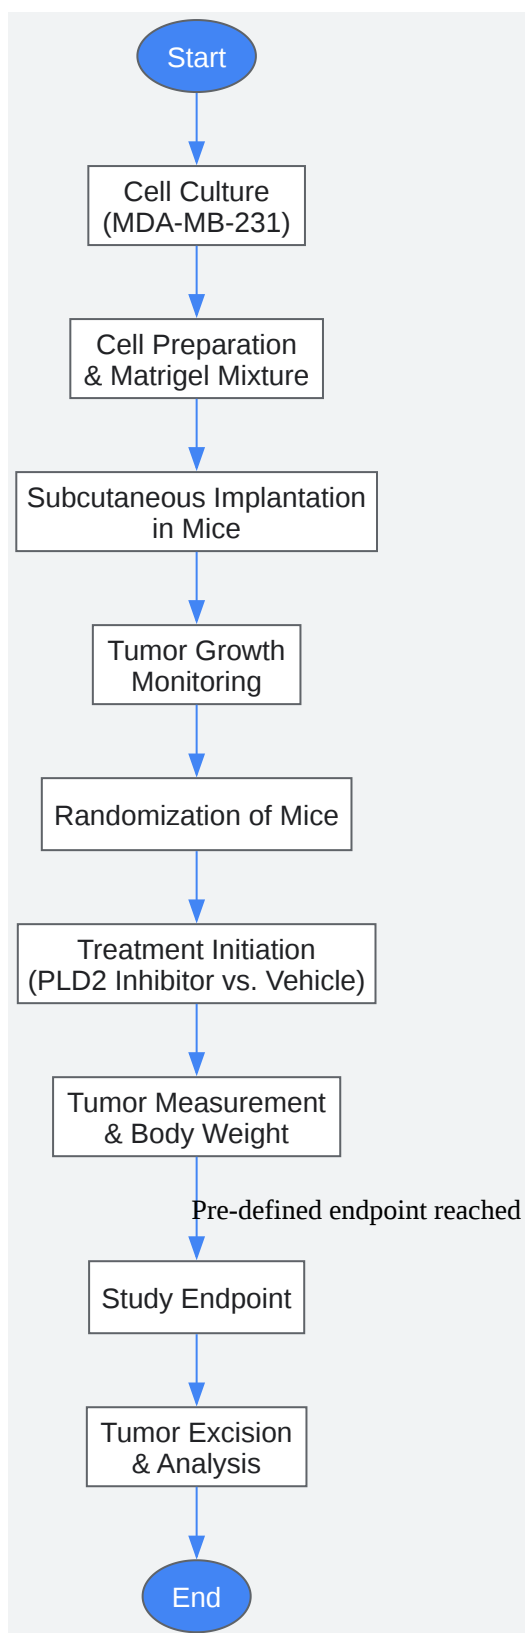 Start
Cell Culture
(MDA-MB-231)
Cell Preparation
& Matrigel Mixture
Subcutaneous Implantation
in Mice
Tumor Growth
Monitoring
Randomization of Mice
Treatment Initiation
(PLD2 Inhibitor vs. Vehicle)
Tumor Measurement
& Body Weight
Pre-defined endpoint reached
Study Endpoint
Tumor Excision
& Analysis
End